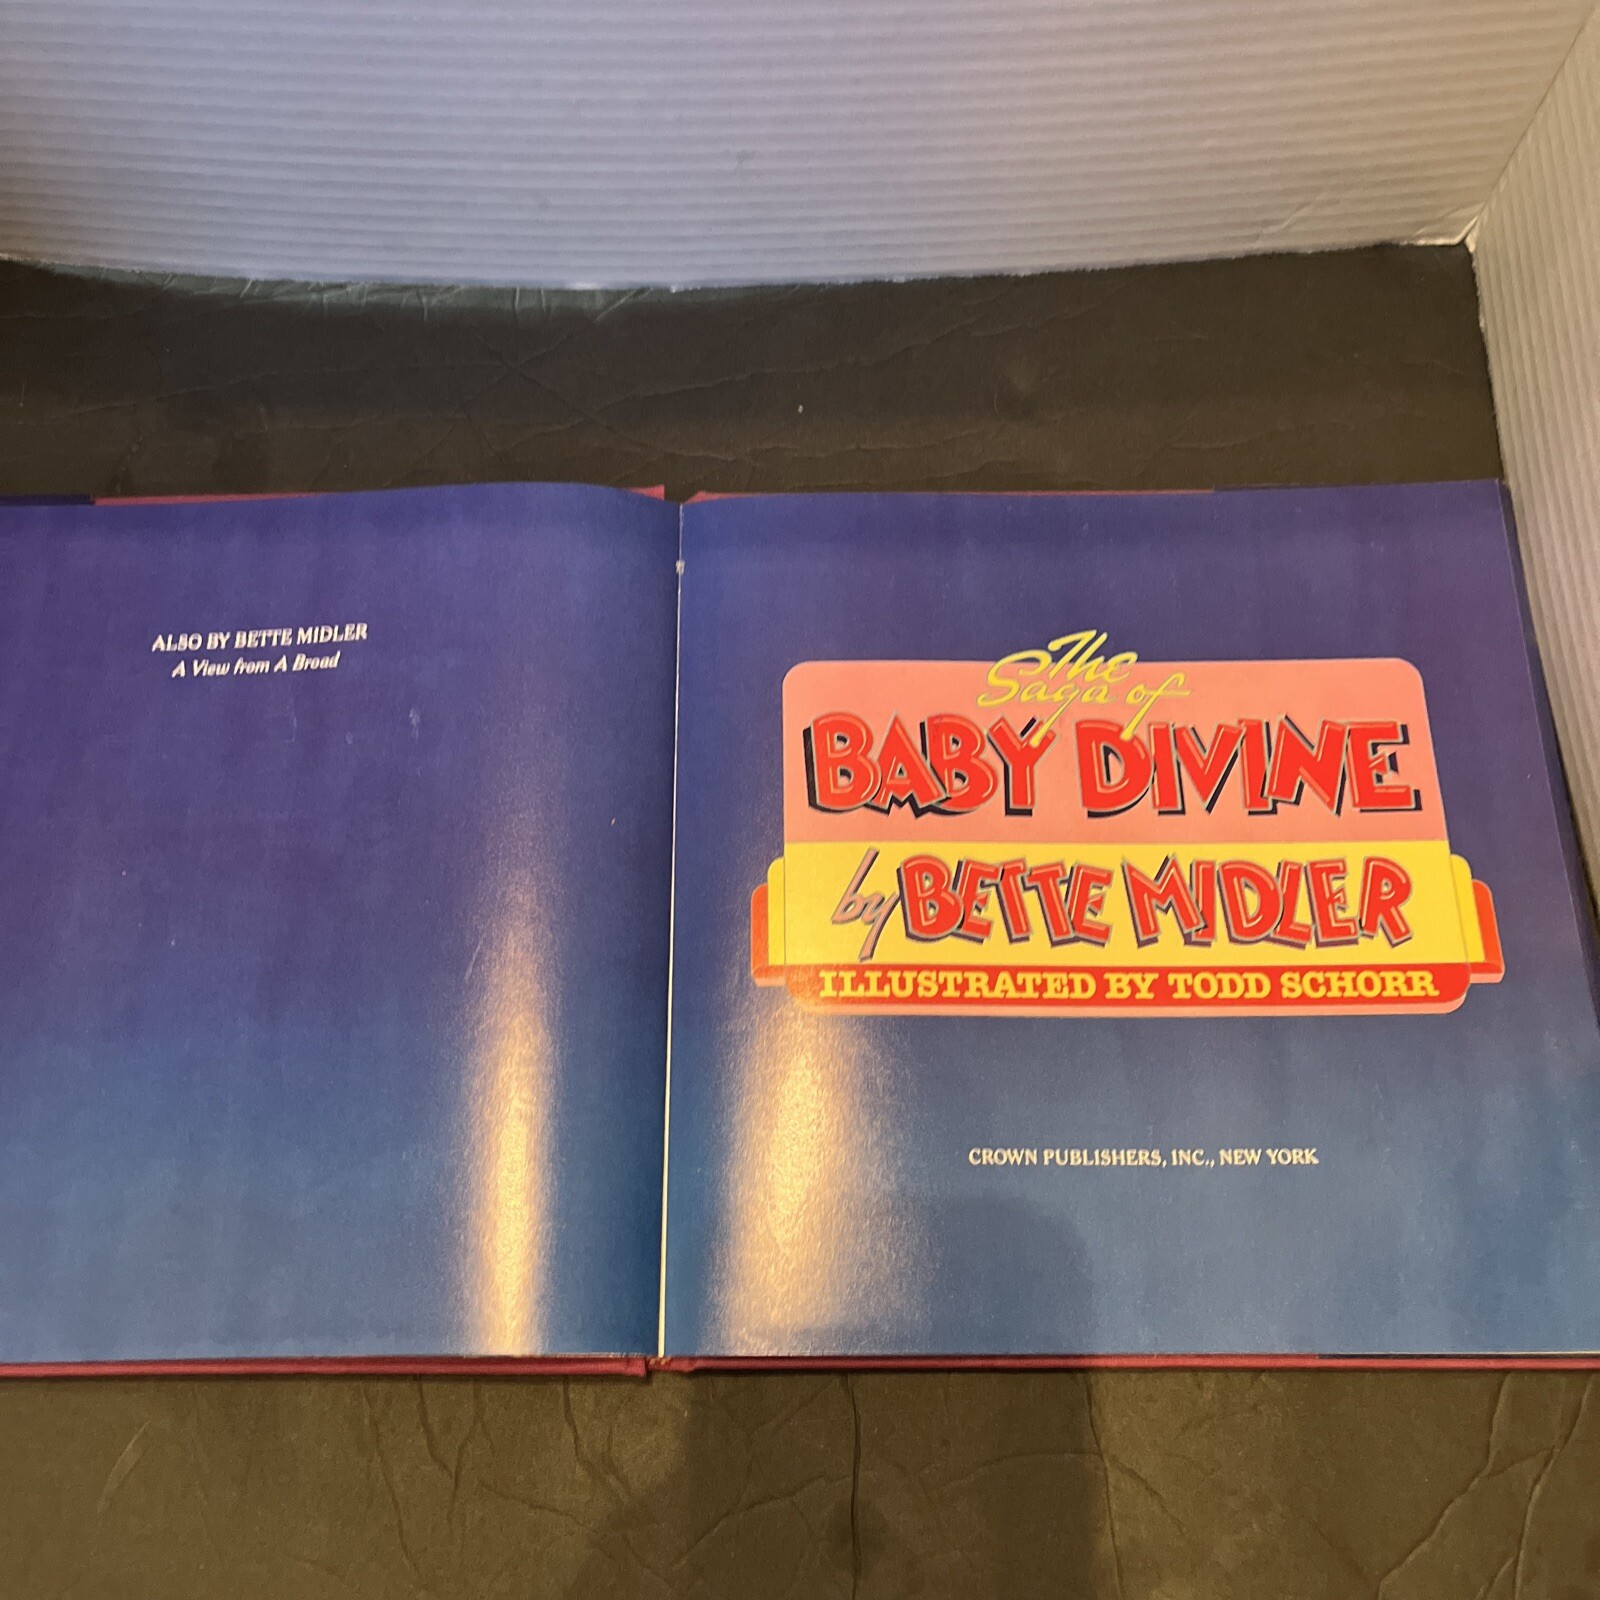 ALSO BY BETTE MIDLER
A View from A Broad
The
Saga of
BABY DIVINE
by BETTE MIDLER
ILLUSTRATED BY TODD SCHORR
CROWN PUBLISHERS, INC., NEW YORK